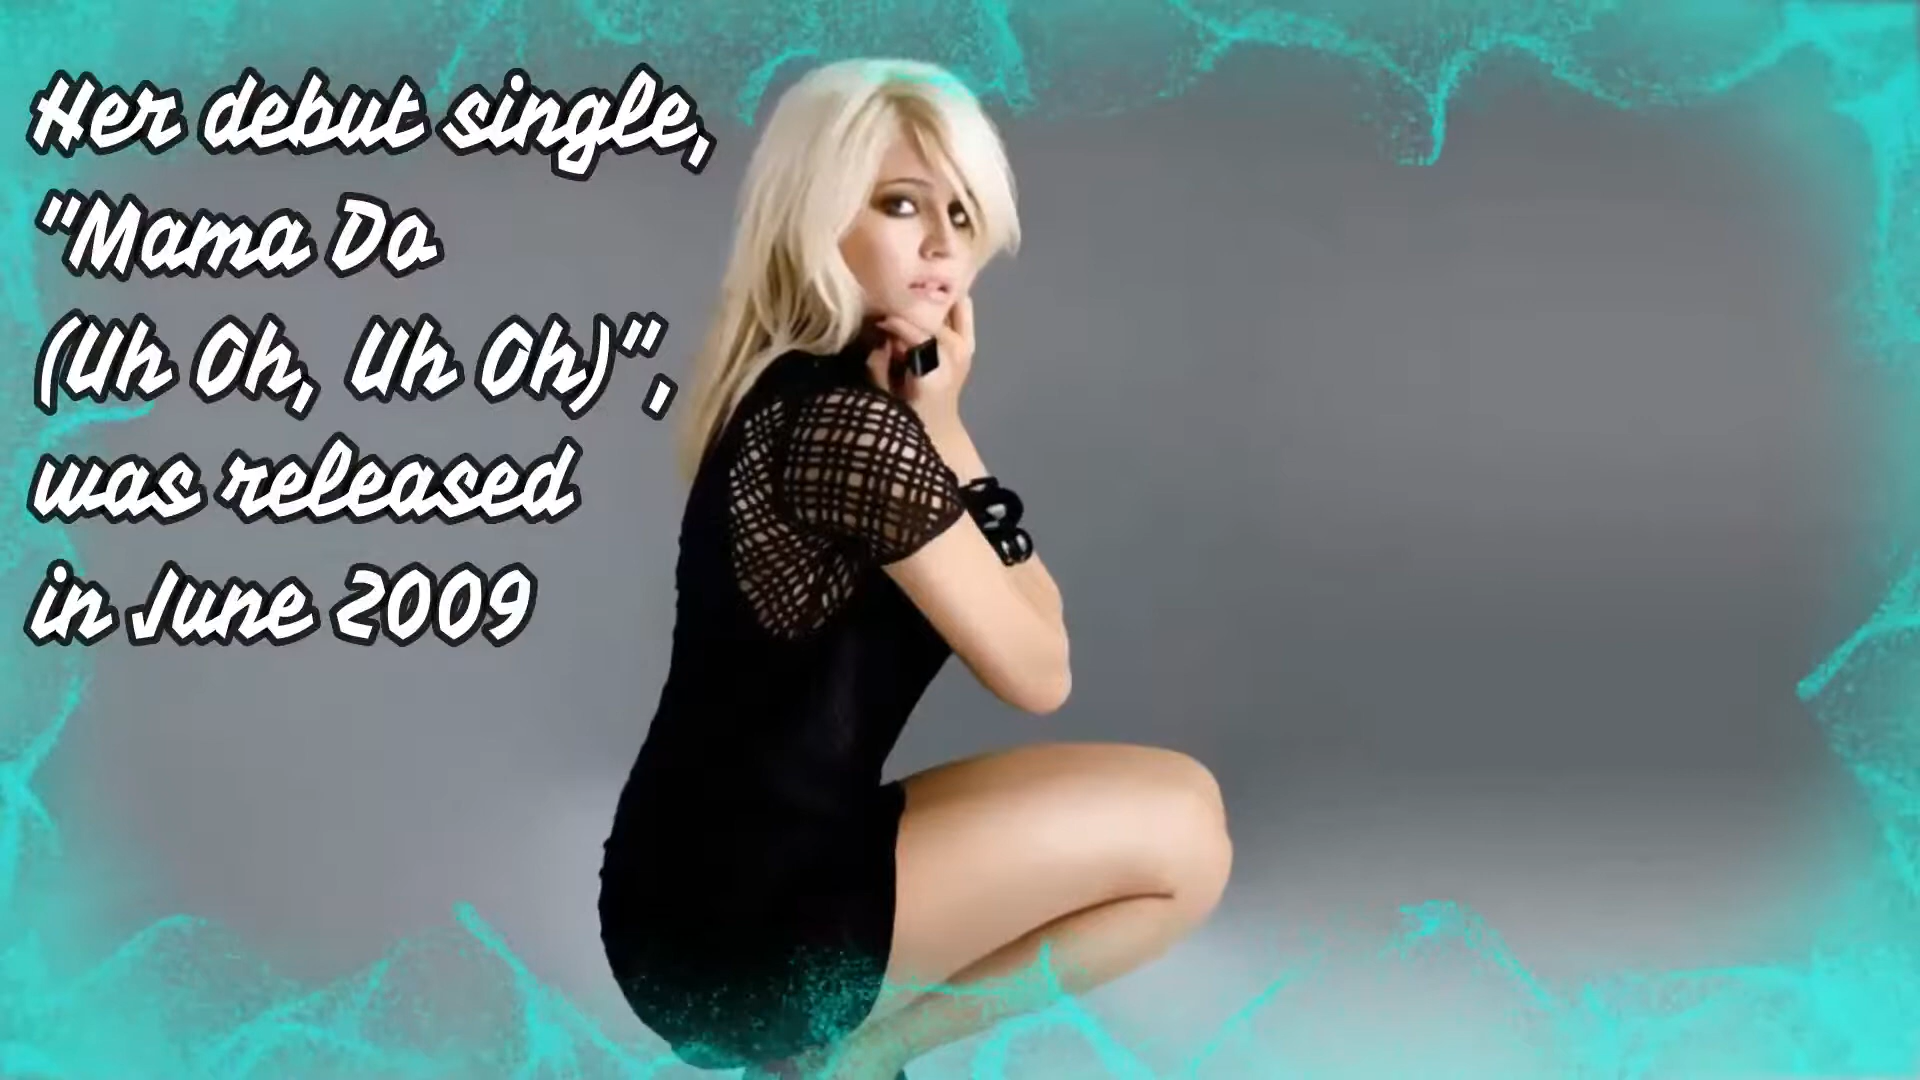 Her debut single,
"Mama Do
(Uh Oh, Uh Oh)",
was released
in June 2009